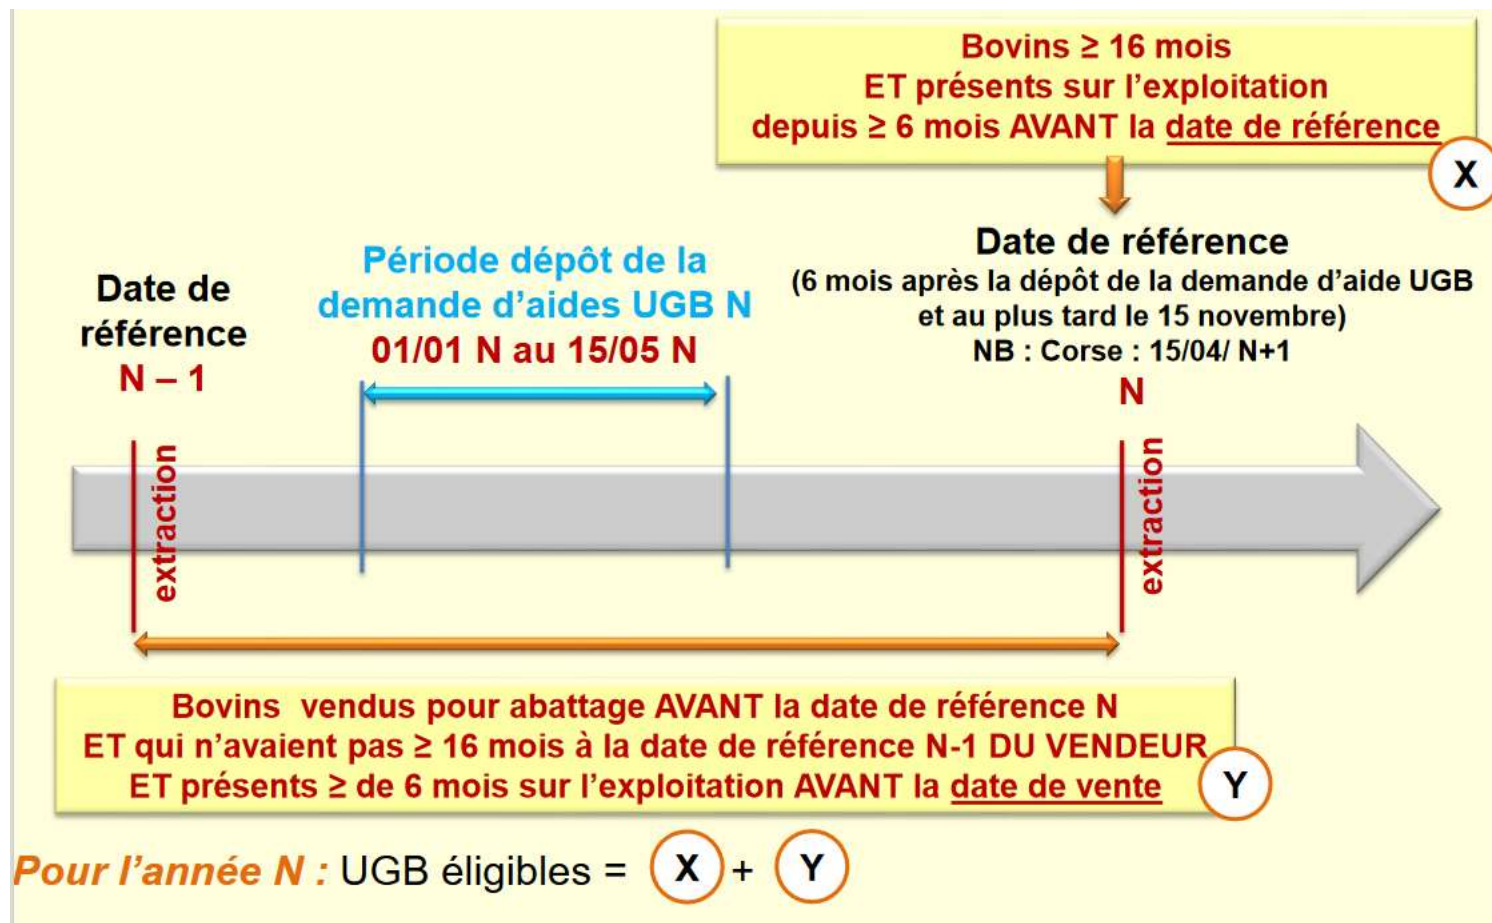 Bovins ≥ 16 mois
ET présents sur l’exploitation
depuis ≥ 6 mois AVANT la date de référence
X
Date de référence
(6 mois après la dépôt de la demande d’aide UGB
et au plus tard le 15 novembre)
NB : Corse : 15/04/ N+1
N
Période dépôt de la
demande d’aides UGB N
01/01 N au 15/05 N
Date de
référence
N – 1
extraction
extraction
Bovins vendus pour abattage AVANT la date de référence N
ET qui n’avaient pas ≥ 16 mois à la date de référence N-1 DU VENDEUR
ET présents ≥ de 6 mois sur l’exploitation AVANT la date de vente
Y
Pour l’année N : UGB éligibles = X + Y